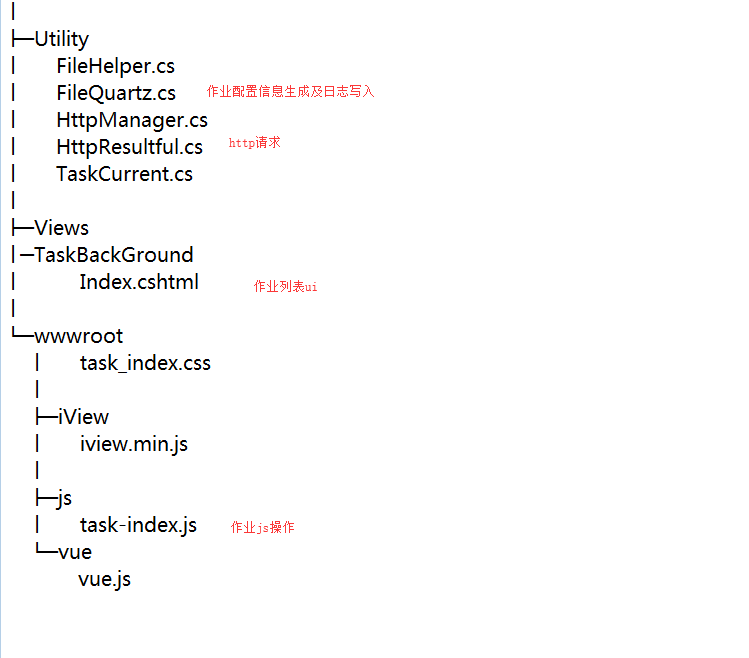 |
├─Utility
|       FileHelper.cs
|       FileQuartz.cs 作业配置信息生成及日志写入
|       HttpManager.cs
|       HttpResultful.cs http请求
|       TaskCurrent.cs
|
├─Views
|─TaskBackGround
|           Index.cshtml 作业列表ui
|
└─wwwroot
    |       task_index.css
    |
    ├─iView
    |       iview.min.js
    |
    ├─js
    |       task-index.js 作业js操作
    └─vue
            vue.js